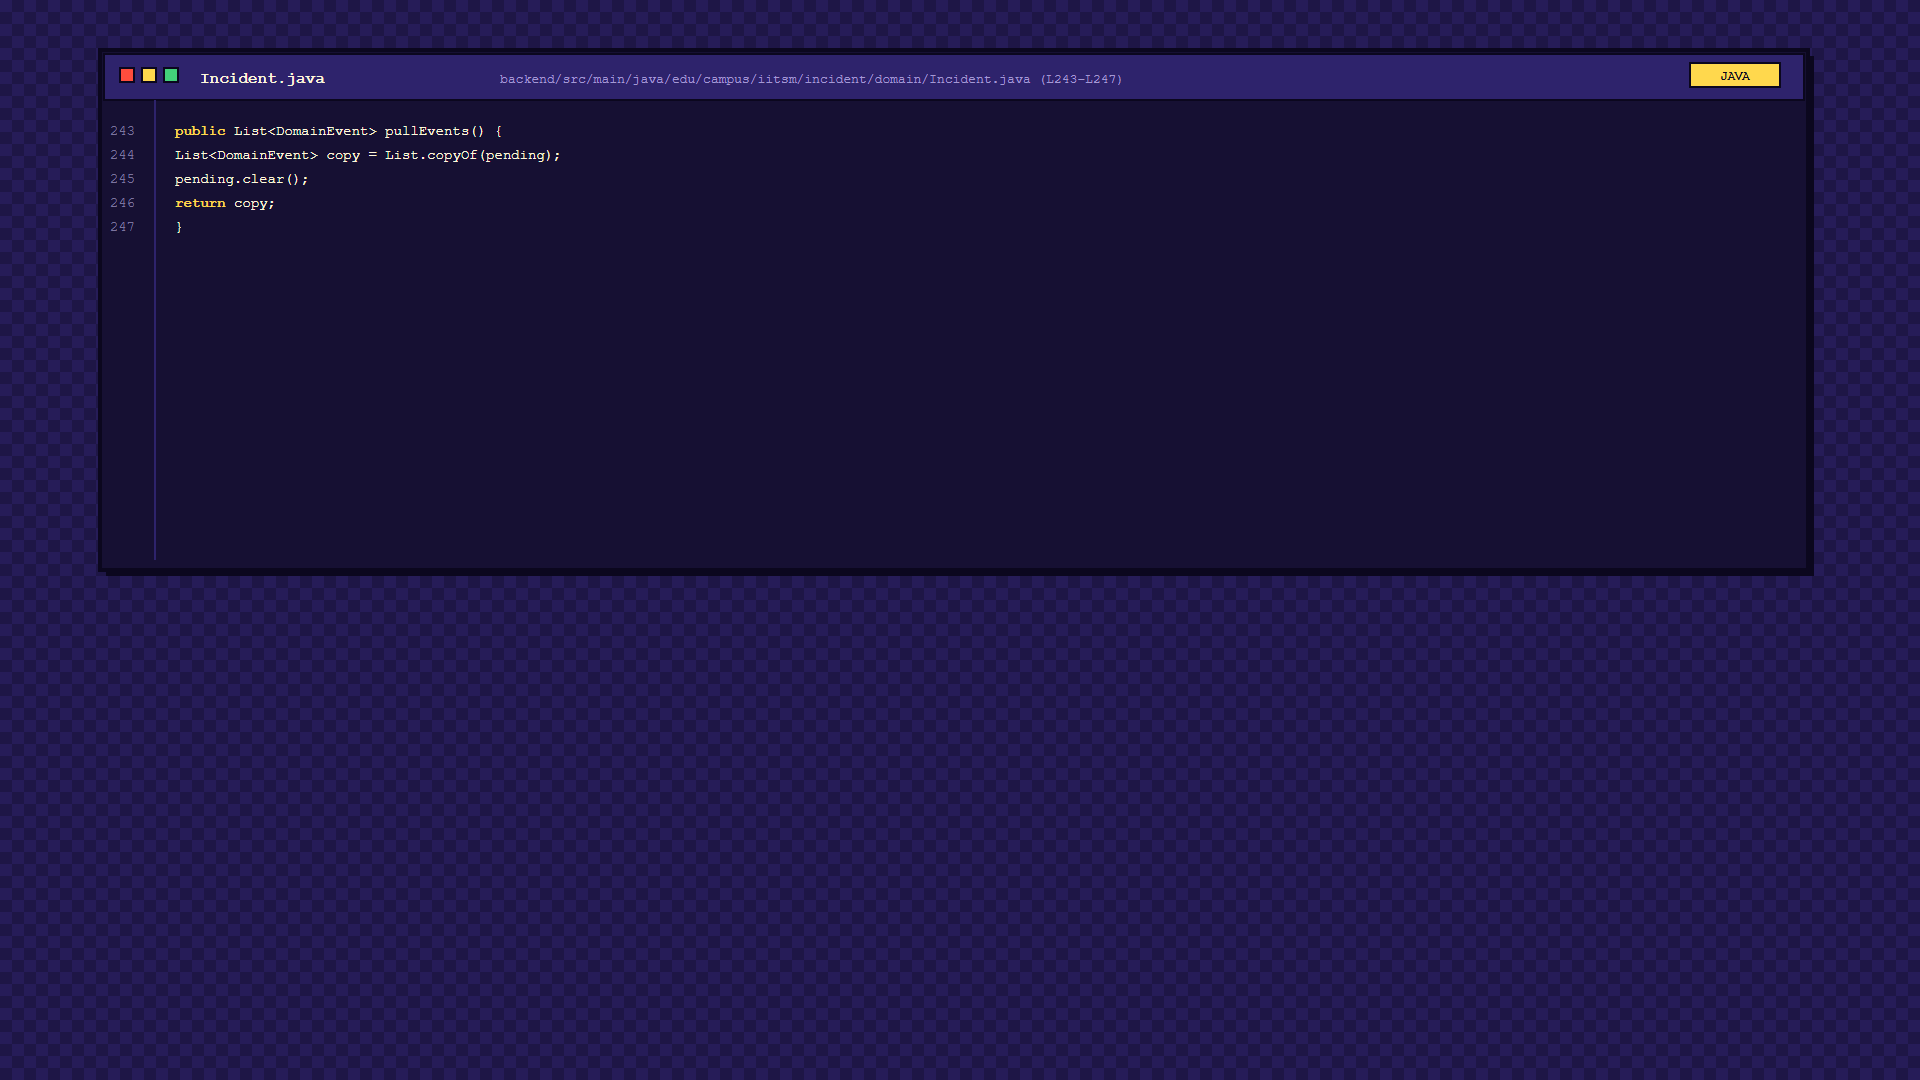 Incident.java
backend/src/main/java/edu/campus/iitsm/incident/domain/Incident.java (L243–L247)
JAVA
243 public List<DomainEvent> pullEvents() {
244 List<DomainEvent> copy = List.copyOf(pending);
245 pending.clear();
246 return copy;
247 }